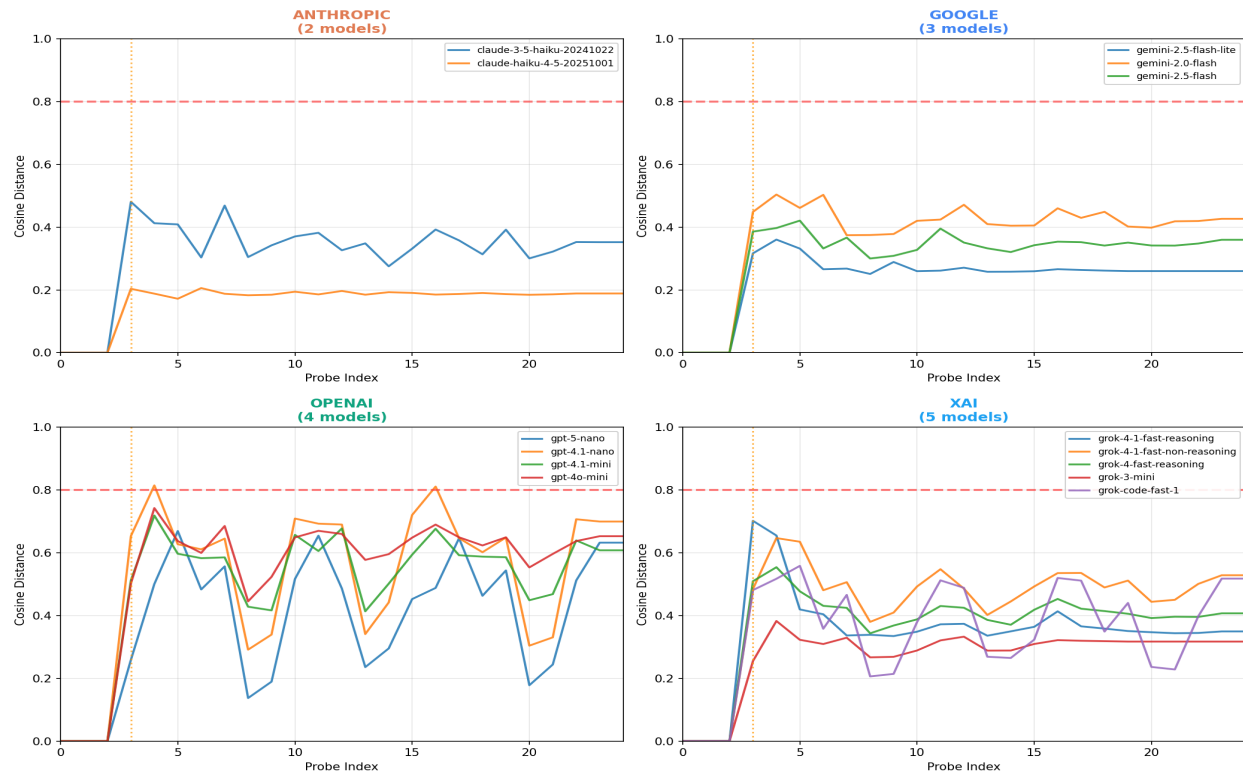 ANTHROPIC
(2 models)
claude-3-5-haiku-20241022
claude-haiku-4-5-20251001
Cosine Distance
1.0
0.8
0.6
0.4
0.2
0.0
0
5
10
15
20
Probe Index
GOOGLE
(3 models)
gemini-2.5-flash-lite
gemini-2.0-flash
gemini-2.5-flash
Cosine Distance
1.0
0.8
0.6
0.4
0.2
0.0
0
5
10
15
20
Probe Index
OPENAI
(4 models)
gpt-5-nano
gpt-4.1-nano
gpt-4.1-mini
gpt-4o-mini
Cosine Distance
1.0
0.8
0.6
0.4
0.2
0.0
0
5
10
15
20
Probe Index
XAI
(5 models)
grok-4-1-fast-reasoning
grok-4-1-fast-non-reasoning
grok-4-fast-reasoning
grok-3-mini
grok-code-fast-1
Cosine Distance
1.0
0.8
0.6
0.4
0.2
0.0
0
5
10
15
20
Probe Index